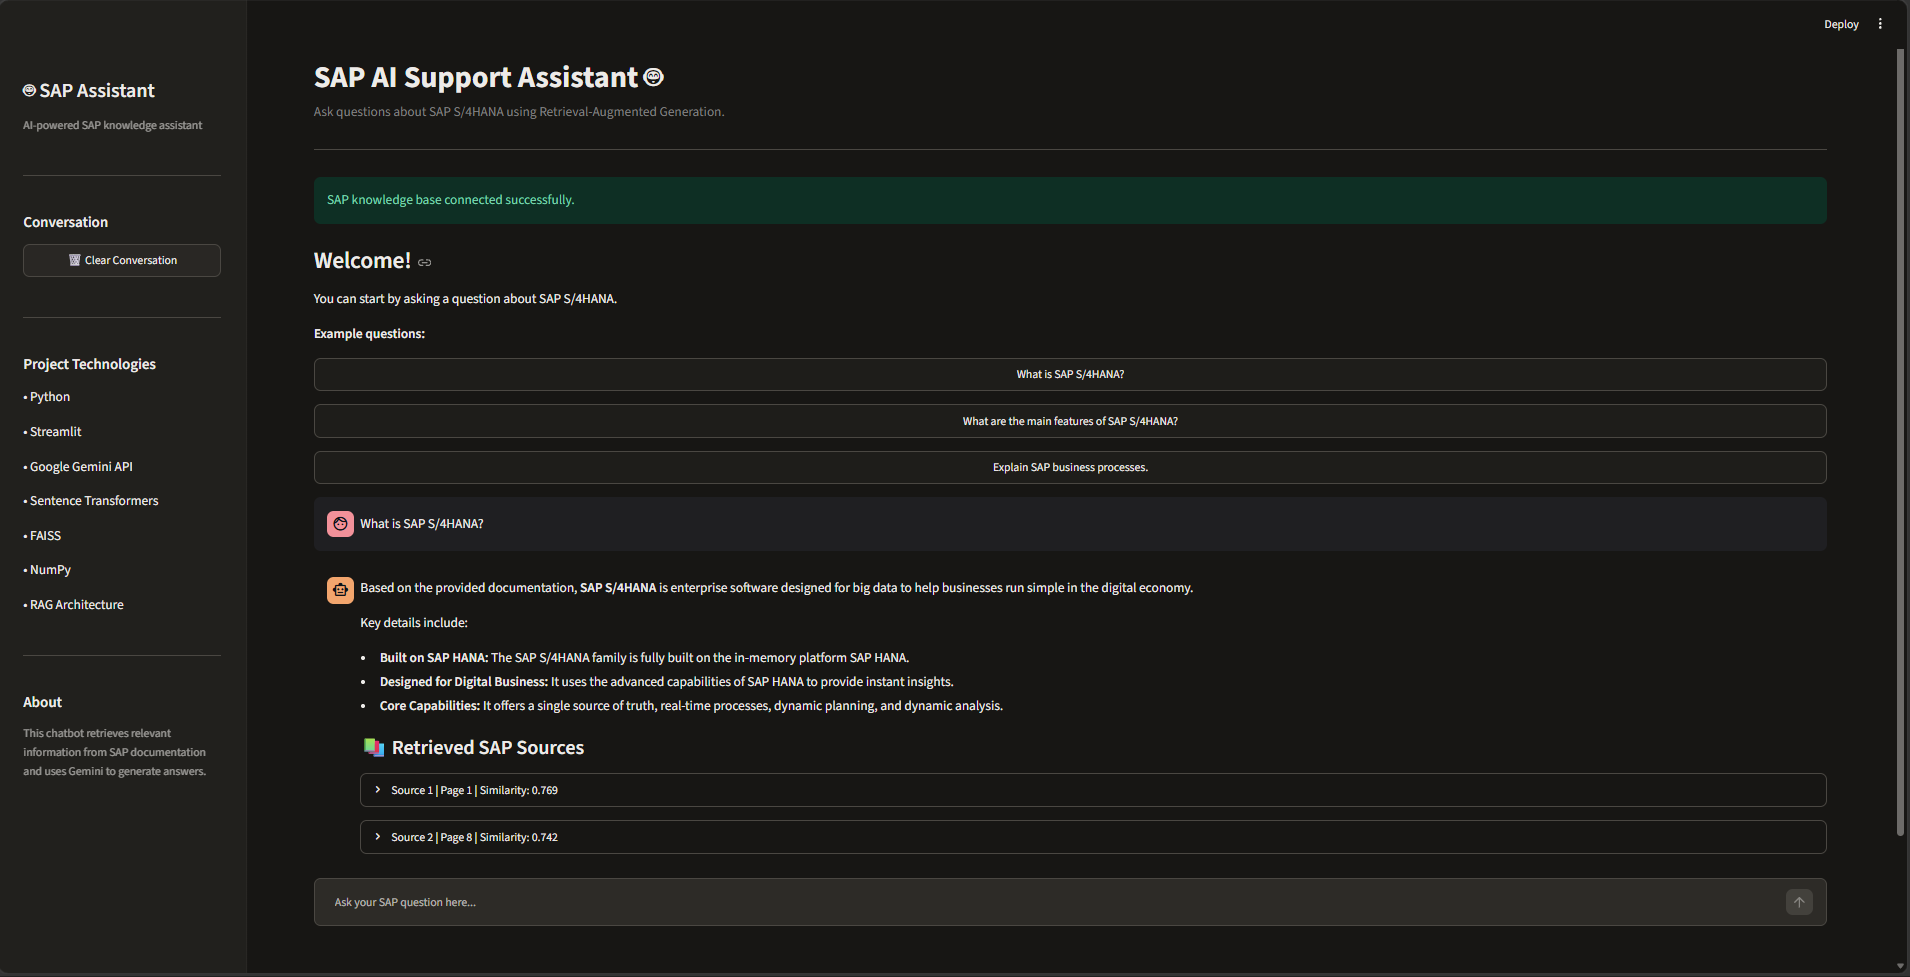 Deploy
SAP Assistant
AI-powered SAP knowledge assistant
Conversation
Clear Conversation
Project Technologies
• Python
• Streamlit
• Google Gemini API
• Sentence Transformers
• FAISS
• NumPy
• RAG Architecture
About
This chatbot retrieves relevant
information from SAP documentation
and uses Gemini to generate answers.
SAP AI Support Assistant
Ask questions about SAP S/4HANA using Retrieval-Augmented Generation.
SAP knowledge base connected successfully.
Welcome!
You can start by asking a question about SAP S/4HANA.
Example questions:
What is SAP S/4HANA?
What are the main features of SAP S/4HANA?
Explain SAP business processes.
What is SAP S/4HANA?
Based on the provided documentation, SAP S/4HANA is enterprise software designed for big data to help businesses run simple in the digital economy.
Key details include:
• Built on SAP HANA: The SAP S/4HANA family is fully built on the in-memory platform SAP HANA.
• Designed for Digital Business: It uses the advanced capabilities of SAP HANA to provide instant insights.
• Core Capabilities: It offers a single source of truth, real-time processes, dynamic planning, and dynamic analysis.
Retrieved SAP Sources
Source 1 | Page 1 | Similarity: 0.769
Source 2 | Page 8 | Similarity: 0.742
Ask your SAP question here...